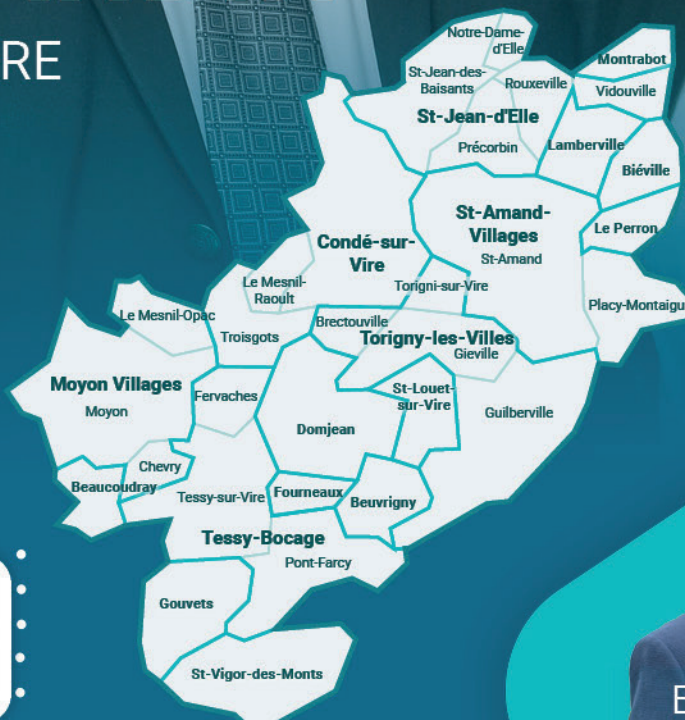 RE
Notre-Dame-
d'Elle
Montrabot
St-Jean-des-
Baisants
Rouxeville
Vidouville
St-Jean-d'Elle
Précorbin
Lamberville
Biéville
St-Amand-
Villages
St-Amand
Le Perron
Condé-sur-
Vire
Le Mesnil-
Raoult
Torigni-sur-Vire
Placy-Montaigu
Le Mesnil-Opac
Brectouville
Troisgots
Torigny-les-Villes
Gieville
Moyon Villages
Moyon
Fervaches
St-Louet-
sur-Vire
Guilberville
Domjean
Chevry
Beaucoudray
Tessy-sur-Vire
Fourneaux
Beuvrigny
Tessy-Bocage
Pont-Farcy
Gouvets
St-Vigor-des-Monts
E